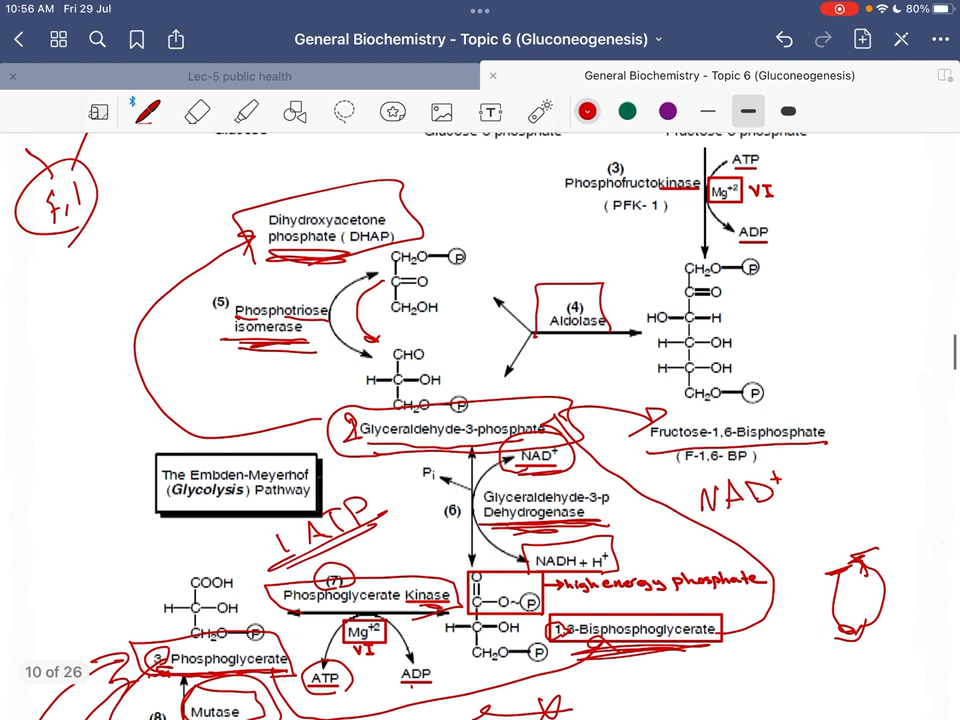 10:56 AM Fri 29 Jul
80%
General Biochemistry - Topic 6 (Gluconeogenesis)
Lec-5 public health
General Biochemistry - Topic 6 (Gluconeogenesis)
(3)
Phosphofructokinase
( PFK- 1 )
ATP
Mg+2
VI
ADP
f,1
Dihydroxyacetone
phosphate ( DHAP)
CH2O—P
C=O
CH2OH
(5)
Phosphotriose
isomerase
(4)
Aldolase
CH2O—P
C=O
HO—C—H
H—C—OH
H—C—OH
CH2O—P
CHO
H—C—OH
CH2O—P
2 Glyceraldehyde-3-phosphate
Fructose-1,6-Bisphosphate
( F-1,6- BP )
The Embden-Meyerhof
(Glycolysis) Pathway
NAD+
Pi
NAD+
(6)
Glyceraldehyde-3-p
Dehydrogenase
1 ATP
NADH + H+
(7)
Phosphoglycerate Kinase
Mg+2
VI
ATP
ADP
O
C—O~P
H—C—OH
CH2O—P
high energy phosphate
1,3-Bisphosphoglycerate
COOH
H—C—OH
CH2O—P
3 Phosphoglycerate
10 of 26
(8)
Mutase